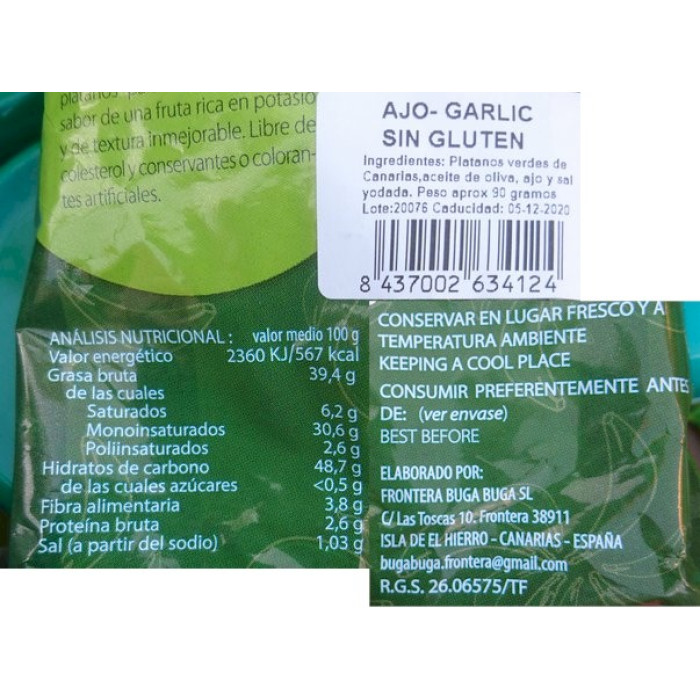 platanos
sabor de una fruta rica en potasio
y de textura inmejorable. Libre de
colesterol y conservantes o coloran-
tes artificiales.
AJO- GARLIC
SIN GLUTEN
Ingredientes: Platanos verdes de
Canarias,aceite de oliva, ajo y sal
yodada. Peso aprox 90 gramos
Lote:20076 Caducidad: 05-12-2020
8 437002 634124
ANÁLISIS NUTRICIONAL: valor medio 100 g
Valor energético 2360 KJ/567 kcal
Grasa bruta 39,4 g
de las cuales
Saturados 6,2 g
Monoinsaturados 30,6 g
Poliinsaturados 2,6 g
Hidratos de carbono 48,7 g
de las cuales azúcares <0,5 g
Fibra alimentaria 3,8 g
Proteína bruta 2,6 g
Sal (a partir del sodio) 1,03 g
CONSERVAR EN LUGAR FRESCO Y A
TEMPERATURA AMBIENTE
KEEPING A COOL PLACE
CONSUMIR PREFERENTEMENTE ANTES
DE: (ver envase)
BEST BEFORE
ELABORADO POR:
FRONTERA BUGA BUGA SL
C/ Las Toscas 10. Frontera 38911
ISLA DE EL HIERRO - CANARIAS - ESPAÑA
bugabuga.frontera@gmail.com
R.G.S. 26.06575/TF